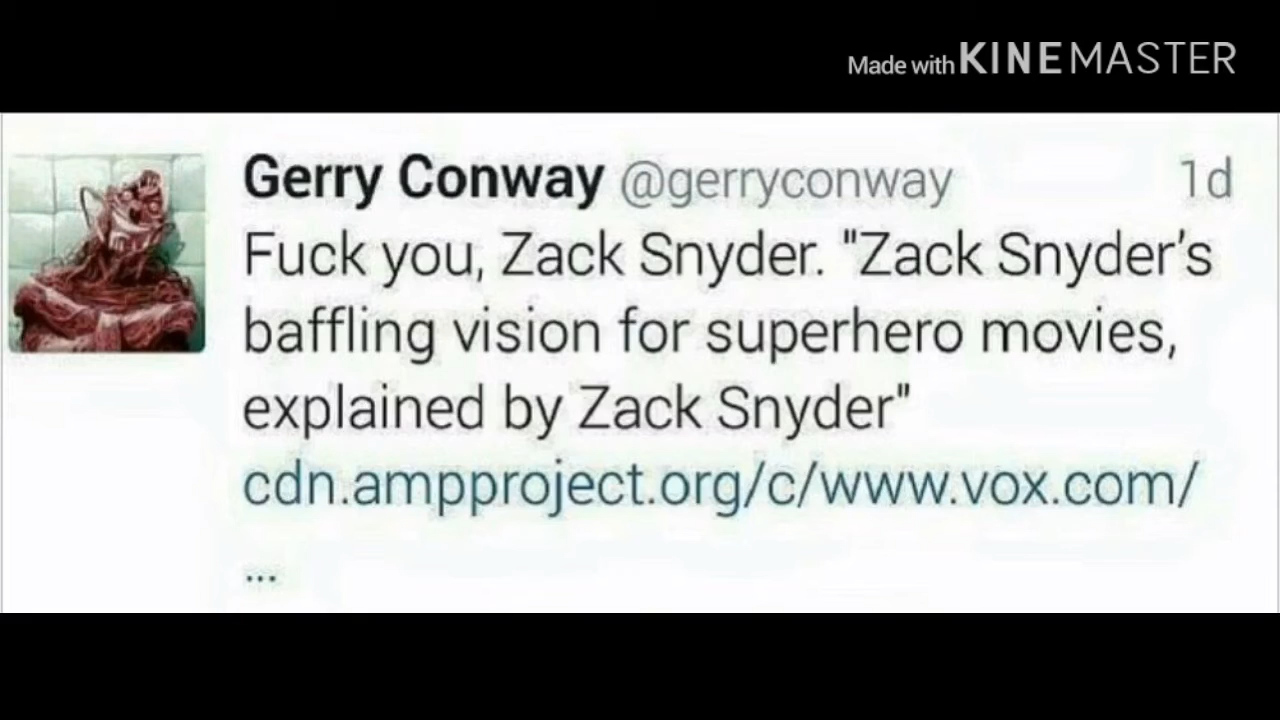 Made with KINEMASTER
Gerry Conway @gerryconway 1d
Fuck you, Zack Snyder. "Zack Snyder's
baffling vision for superhero movies,
explained by Zack Snyder"
cdn.ampproject.org/c/www.vox.com/
...